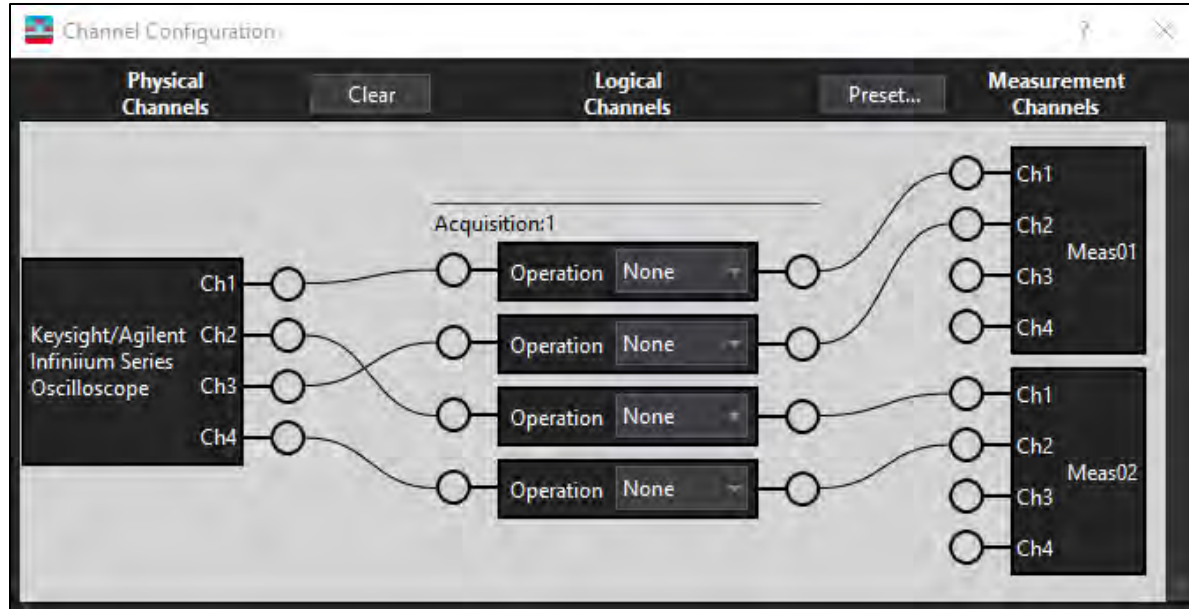 Channel Configuration
?
Physical
Channels
Clear
Logical
Channels
Preset...
Measurement
Channels
Acquisition:1
Keysight/Agilent
Infiniium Series
Oscilloscope
Ch1
Ch2
Ch3
Ch4
Operation None
Operation None
Operation None
Operation None
Ch1
Ch2
Ch3
Ch4
Meas01
Ch1
Ch2
Ch3
Ch4
Meas02